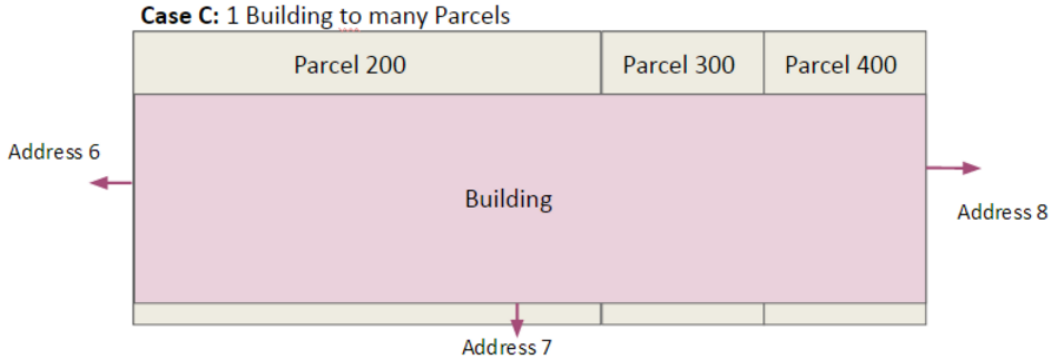 Case C: 1 Building to many Parcels
Parcel 200 Parcel 300 Parcel 400
Address 6
Building
Address 8
Address 7